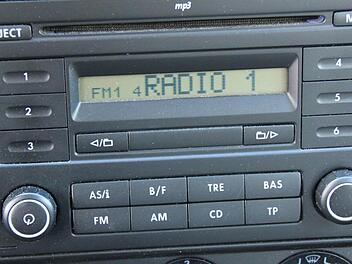 mp3
JECT
1
4
FM1 4 RADIO 1
2
5
3
6
AS/i B/F TRE BAS
FM AM CD TP